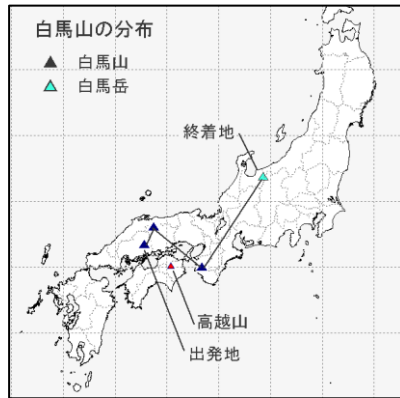 白馬山の分布
白馬山
白馬岳
終着地
高越山
出発地